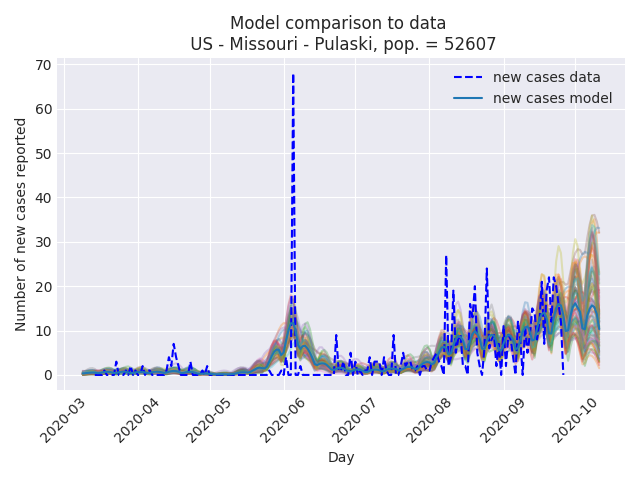 Model comparison to data
US - Missouri - Pulaski, pop. = 52607
new cases data
new cases model
Number of new cases reported
70
60
50
40
30
20
10
0
2020-03
2020-04
2020-05
2020-06
2020-07
2020-08
2020-09
2020-10
Day